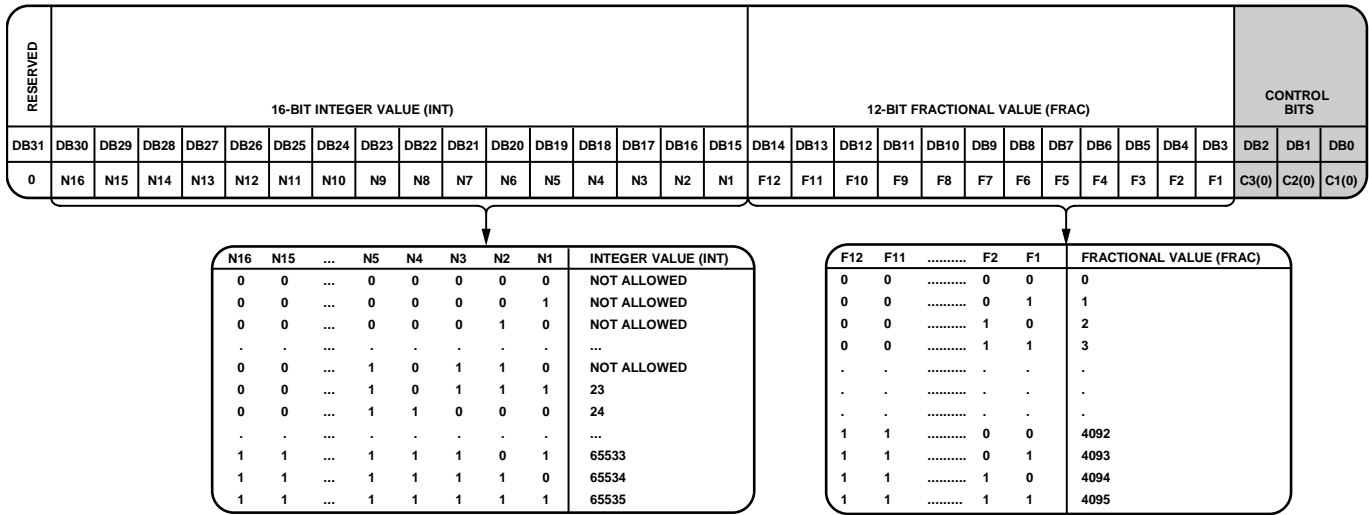 RESERVED
16-BIT INTEGER VALUE (INT) 12-BIT FRACTIONAL VALUE (FRAC) CONTROL BITS
DB31 DB30 DB29 DB28 DB27 DB26 DB25 DB24 DB23 DB22 DB21 DB20 DB19 DB18 DB17 DB16 DB15 DB14 DB13 DB12 DB11 DB10 DB9 DB8 DB7 DB6 DB5 DB4 DB3 DB2 DB1 DB0
0 N16 N15 N14 N13 N12 N11 N10 N9 N8 N7 N6 N5 N4 N3 N2 N1 F12 F11 F10 F9 F8 F7 F6 F5 F4 F3 F2 F1 C3(0) C2(0) C1(0)
N16 N15 ... N5 N4 N3 N2 N1 INTEGER VALUE (INT)
0 0 ... 0 0 0 0 0 NOT ALLOWED
0 0 ... 0 0 0 0 1 NOT ALLOWED
0 0 ... 0 0 0 1 0 NOT ALLOWED
. . ... . . . . . ...
0 0 ... 1 0 1 1 0 NOT ALLOWED
0 0 ... 1 0 1 1 1 23
0 0 ... 1 1 0 0 0 24
. . ... . . . . . ...
1 1 ... 1 1 1 0 1 65533
1 1 ... 1 1 1 1 0 65534
1 1 ... 1 1 1 1 1 65535
F12 F11 .......... F2 F1 FRACTIONAL VALUE (FRAC)
0 0 .......... 0 0 0
0 0 .......... 0 1 1
0 0 .......... 1 0 2
0 0 .......... 1 1 3
. . .......... . . .
. . .......... . . .
. . .......... . . .
1 1 .......... 0 0 4092
1 1 .......... 0 1 4093
1 1 .......... 1 0 4094
1 1 ......... 1 1 4095